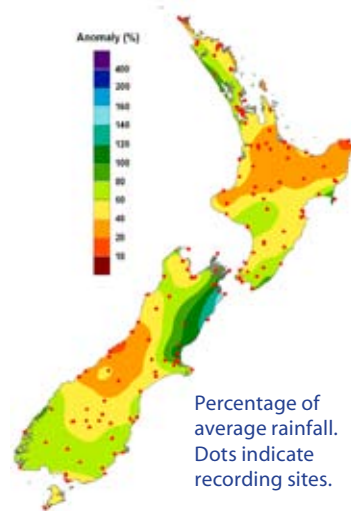 Anomaly (%)
400
200
160
140
120
100
80
60
40
20
10
Percentage of
average rainfall.
Dots indicate
recording sites.